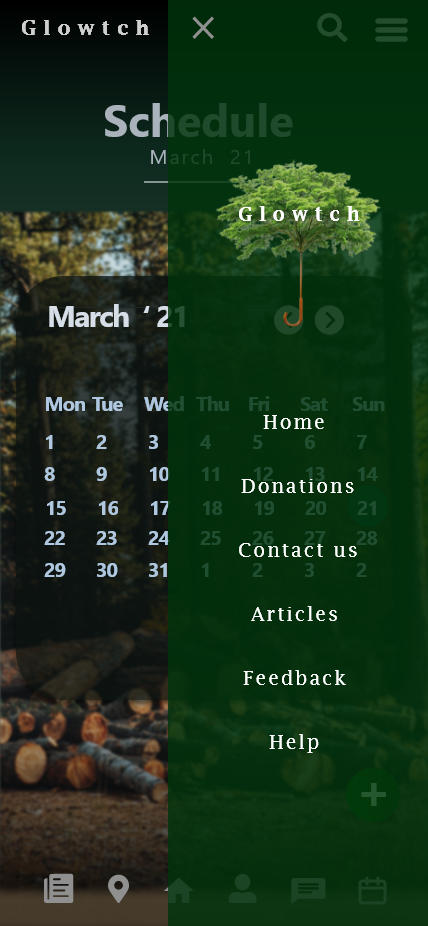 Glowtch
Schedule
March 21
Glowtch
March ‘ 21
Mon Tue Wed Thu Fri Sat Sun
1 2 3 4 5 6 7
8 9 10 11 12 13 14
15 16 17 18 19 20 21
22 23 24 25 26 27 28
29 30 31 1 2 3 2
Home
Donations
Contact us
Articles
Feedback
Help